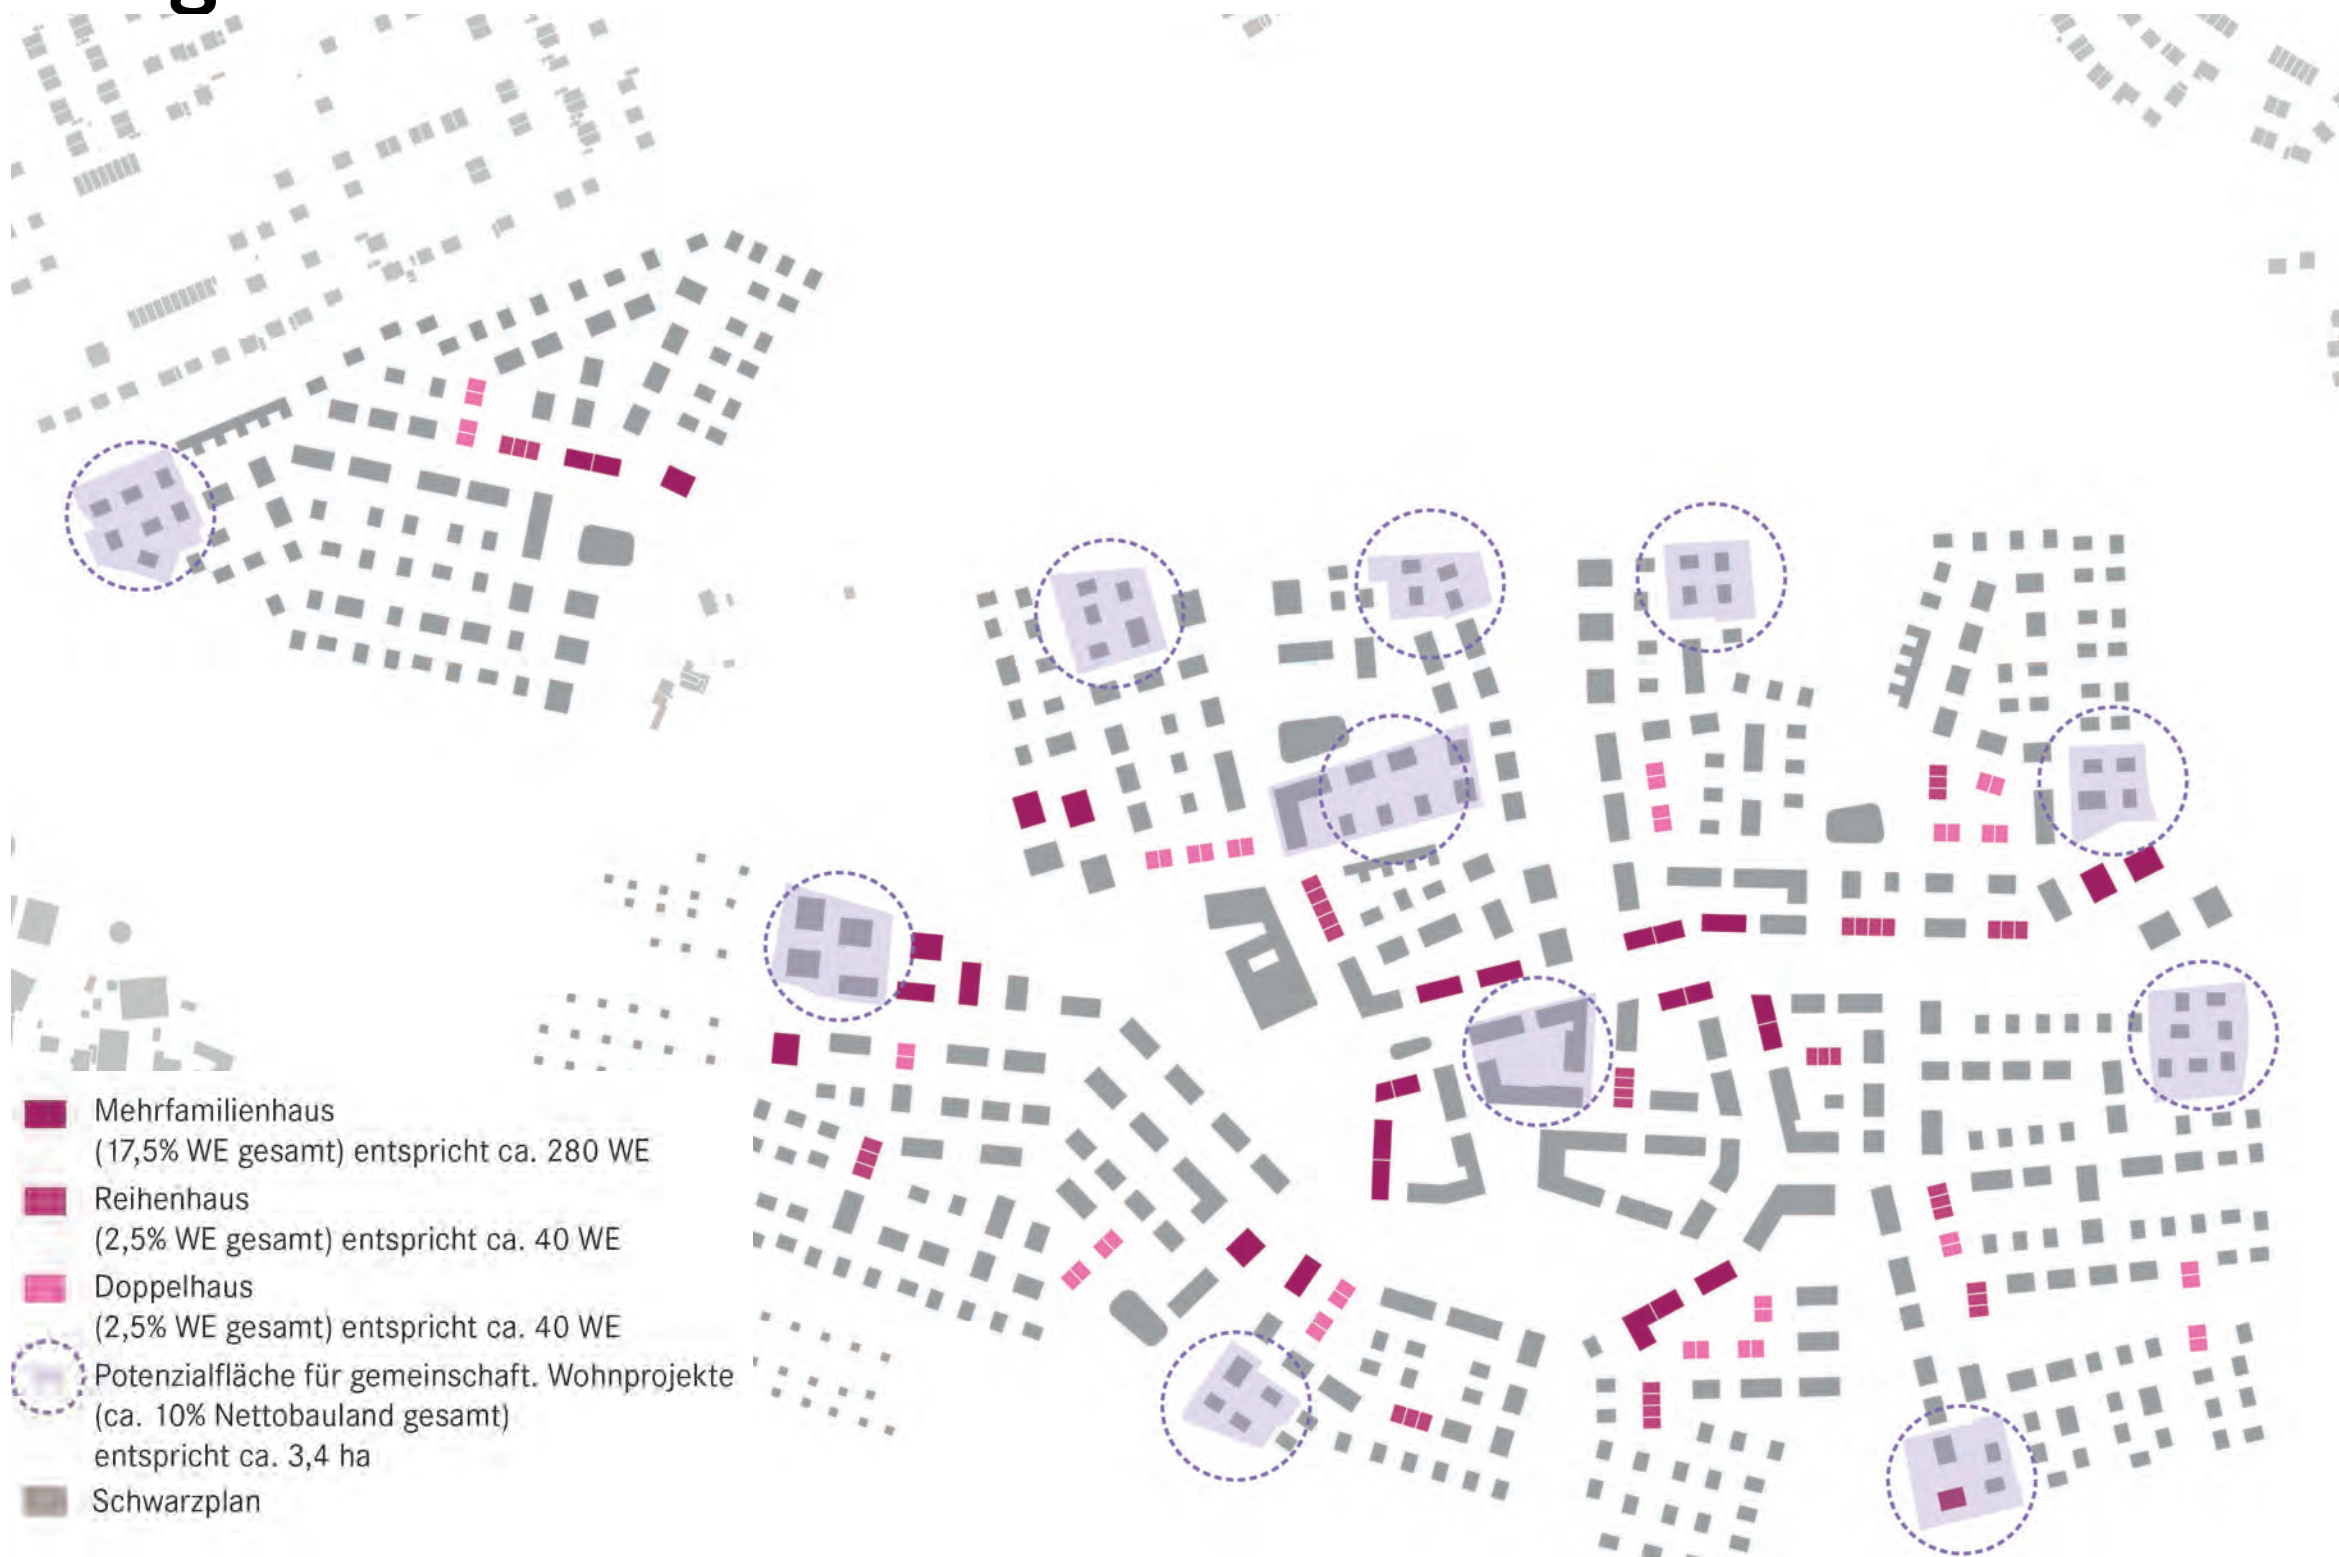 Mehrfamilienhaus
(17,5% WE gesamt) entspricht ca. 280 WE
Reihenhaus
(2,5% WE gesamt) entspricht ca. 40 WE
Doppelhaus
(2,5% WE gesamt) entspricht ca. 40 WE
Potenzialfläche für gemeinschaft. Wohnprojekte
(ca. 10% Nettobauland gesamt)
entspricht ca. 3,4 ha
Schwarzplan